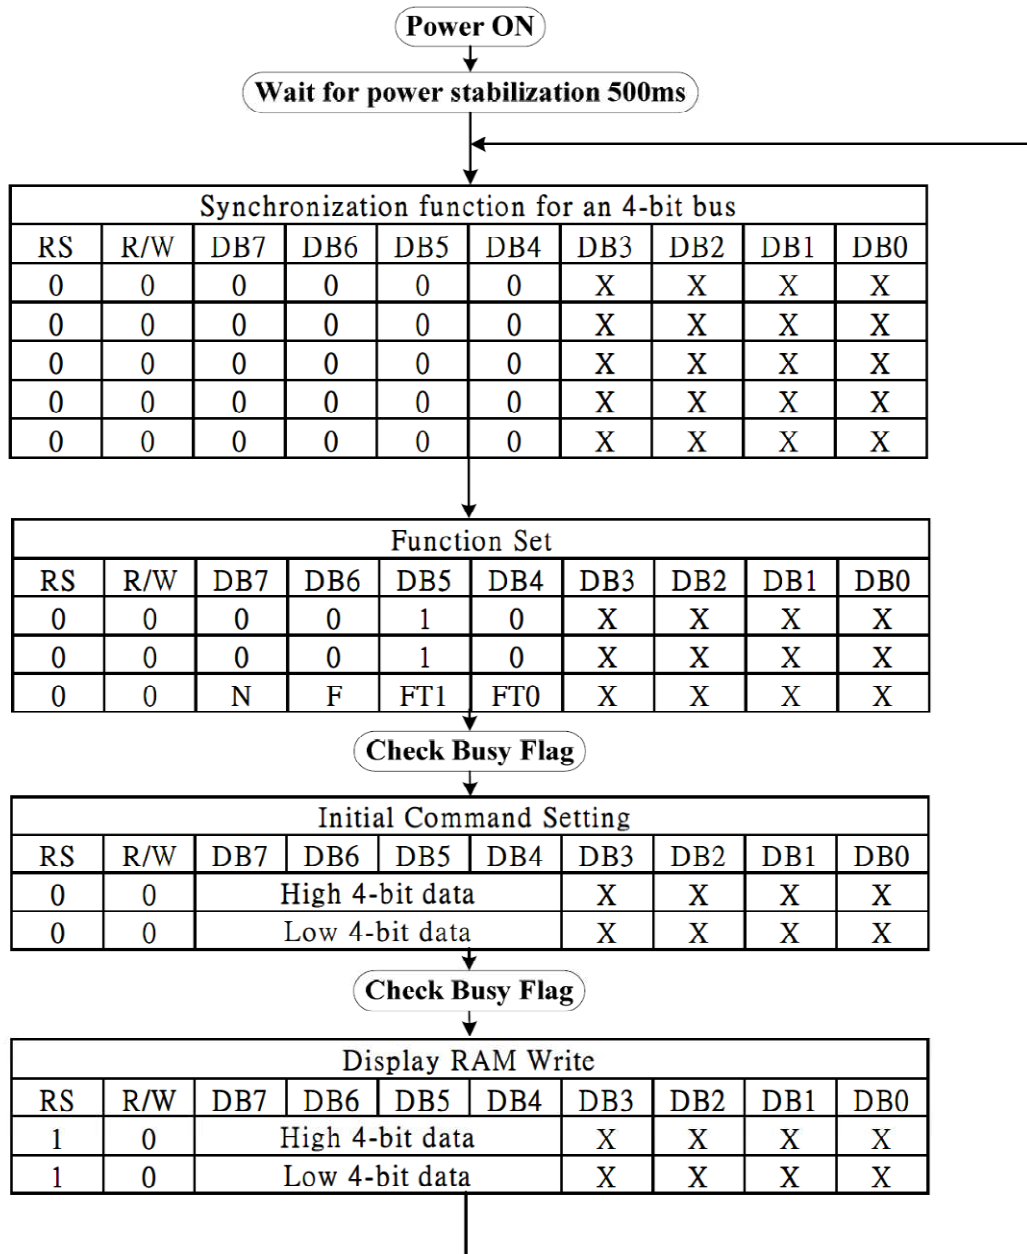 Power ON
Wait for power stabilization 500ms
Synchronization function for an 4-bit bus
RS R/W DB7 DB6 DB5 DB4 DB3 DB2 DB1 DB0
0 0 0 0 0 0 X X X X
0 0 0 0 0 0 X X X X
0 0 0 0 0 0 X X X X
0 0 0 0 0 0 X X X X
0 0 0 0 0 0 X X X X
Function Set
RS R/W DB7 DB6 DB5 DB4 DB3 DB2 DB1 DB0
0 0 0 0 1 0 X X X X
0 0 0 0 1 0 X X X X
0 0 N F FT1 FT0 X X X X
Check Busy Flag
Initial Command Setting
RS R/W DB7 DB6 DB5 DB4 DB3 DB2 DB1 DB0
0 0 High 4-bit data X X X X
0 0 Low 4-bit data X X X X
Check Busy Flag
Display RAM Write
RS R/W DB7 DB6 DB5 DB4 DB3 DB2 DB1 DB0
1 0 High 4-bit data X X X X
1 0 Low 4-bit data X X X X